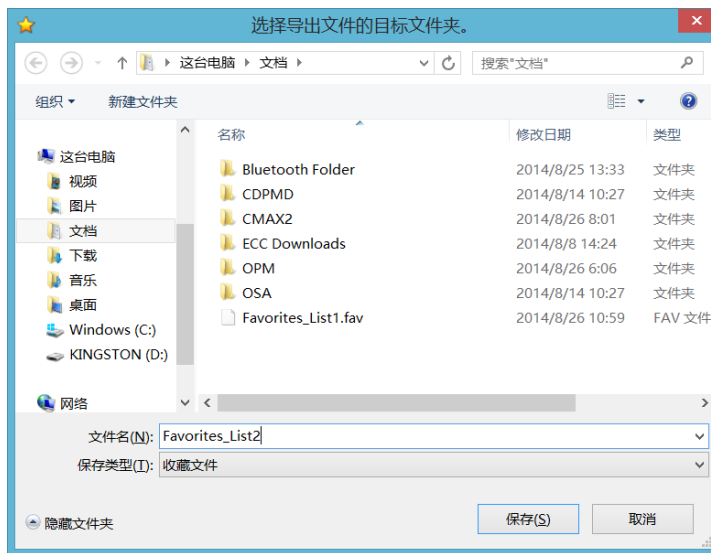 选择导出文件的目标文件夹。
这台电脑 文档 搜索"文档"
组织 新建文件夹
名称 修改日期 类型
这台电脑
视频
图片
文档
下载
音乐
桌面
Windows (C:)
KINGSTON (D:)
网络
Bluetooth Folder 2014/8/25 13:33 文件夹
CDPMD 2014/8/14 10:27 文件夹
CMAX2 2014/8/26 8:01 文件夹
ECC Downloads 2014/8/8 14:24 文件夹
OPM 2014/8/26 6:06 文件夹
OSA 2014/8/14 10:27 文件夹
Favorites_List1.fav 2014/8/26 10:59 FAV 文件
文件名(N): Favorites_List2
保存类型(T): 收藏文件
隐藏文件夹 保存(S) 取消